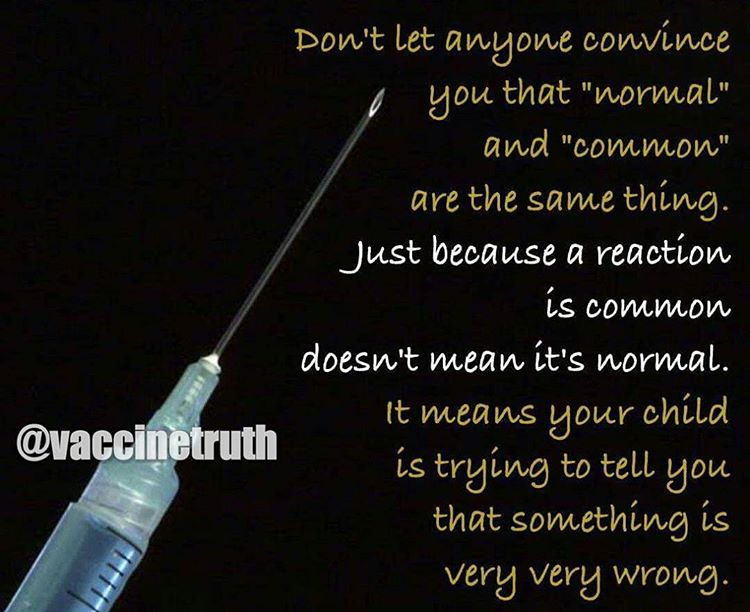 Don't let anyone convince
you that "normal"
and "common"
are the same thing.
Just because a reaction
is common
doesn't mean it's normal.
It means your child
is trying to tell you
that something is
very very wrong.
@vaccinetruth